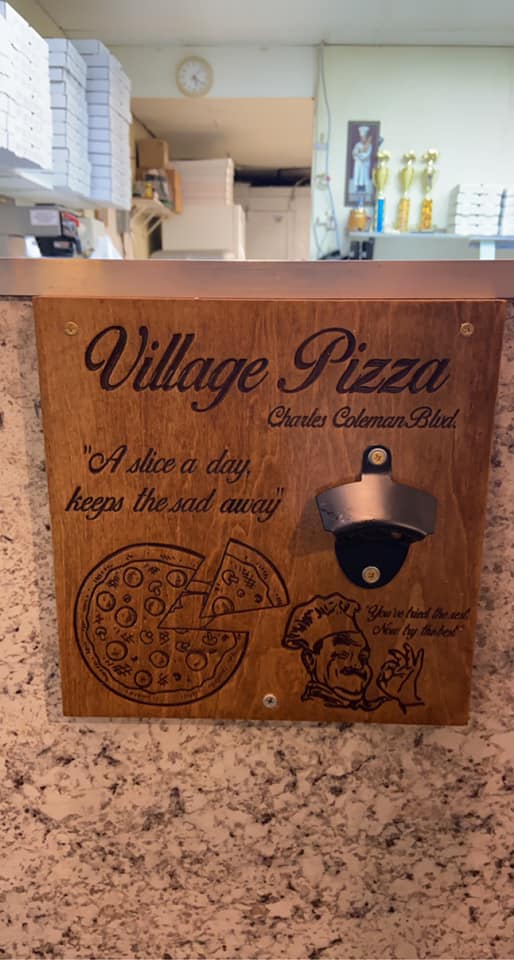 Village Pizza
Charles Coleman Blvd.
"A slice a day,
keeps the sad away"
"You've tried the rest
Now try the best"